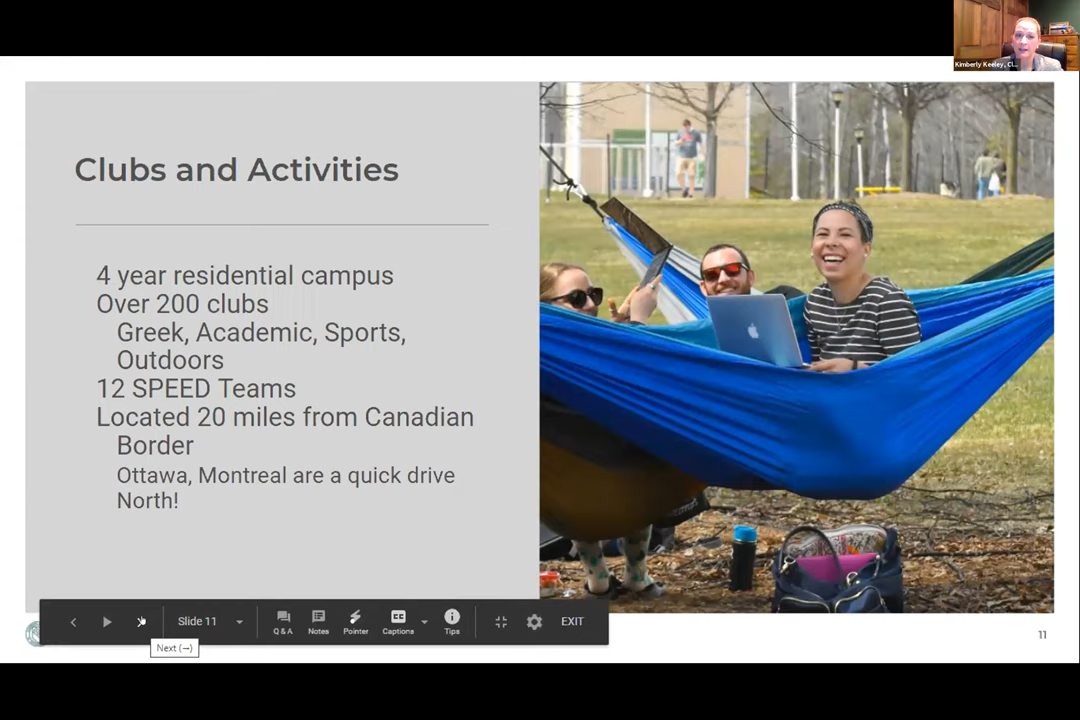 Kimberly Keeley, Cl...
Clubs and Activities
4 year residential campus
Over 200 clubs
Greek, Academic, Sports,
Outdoors
12 SPEED Teams
Located 20 miles from Canadian
Border
Ottawa, Montreal are a quick drive
North!
Slide 11
Q & A
Notes
Pointer
Captions
Tips
EXIT
Next (→)
11